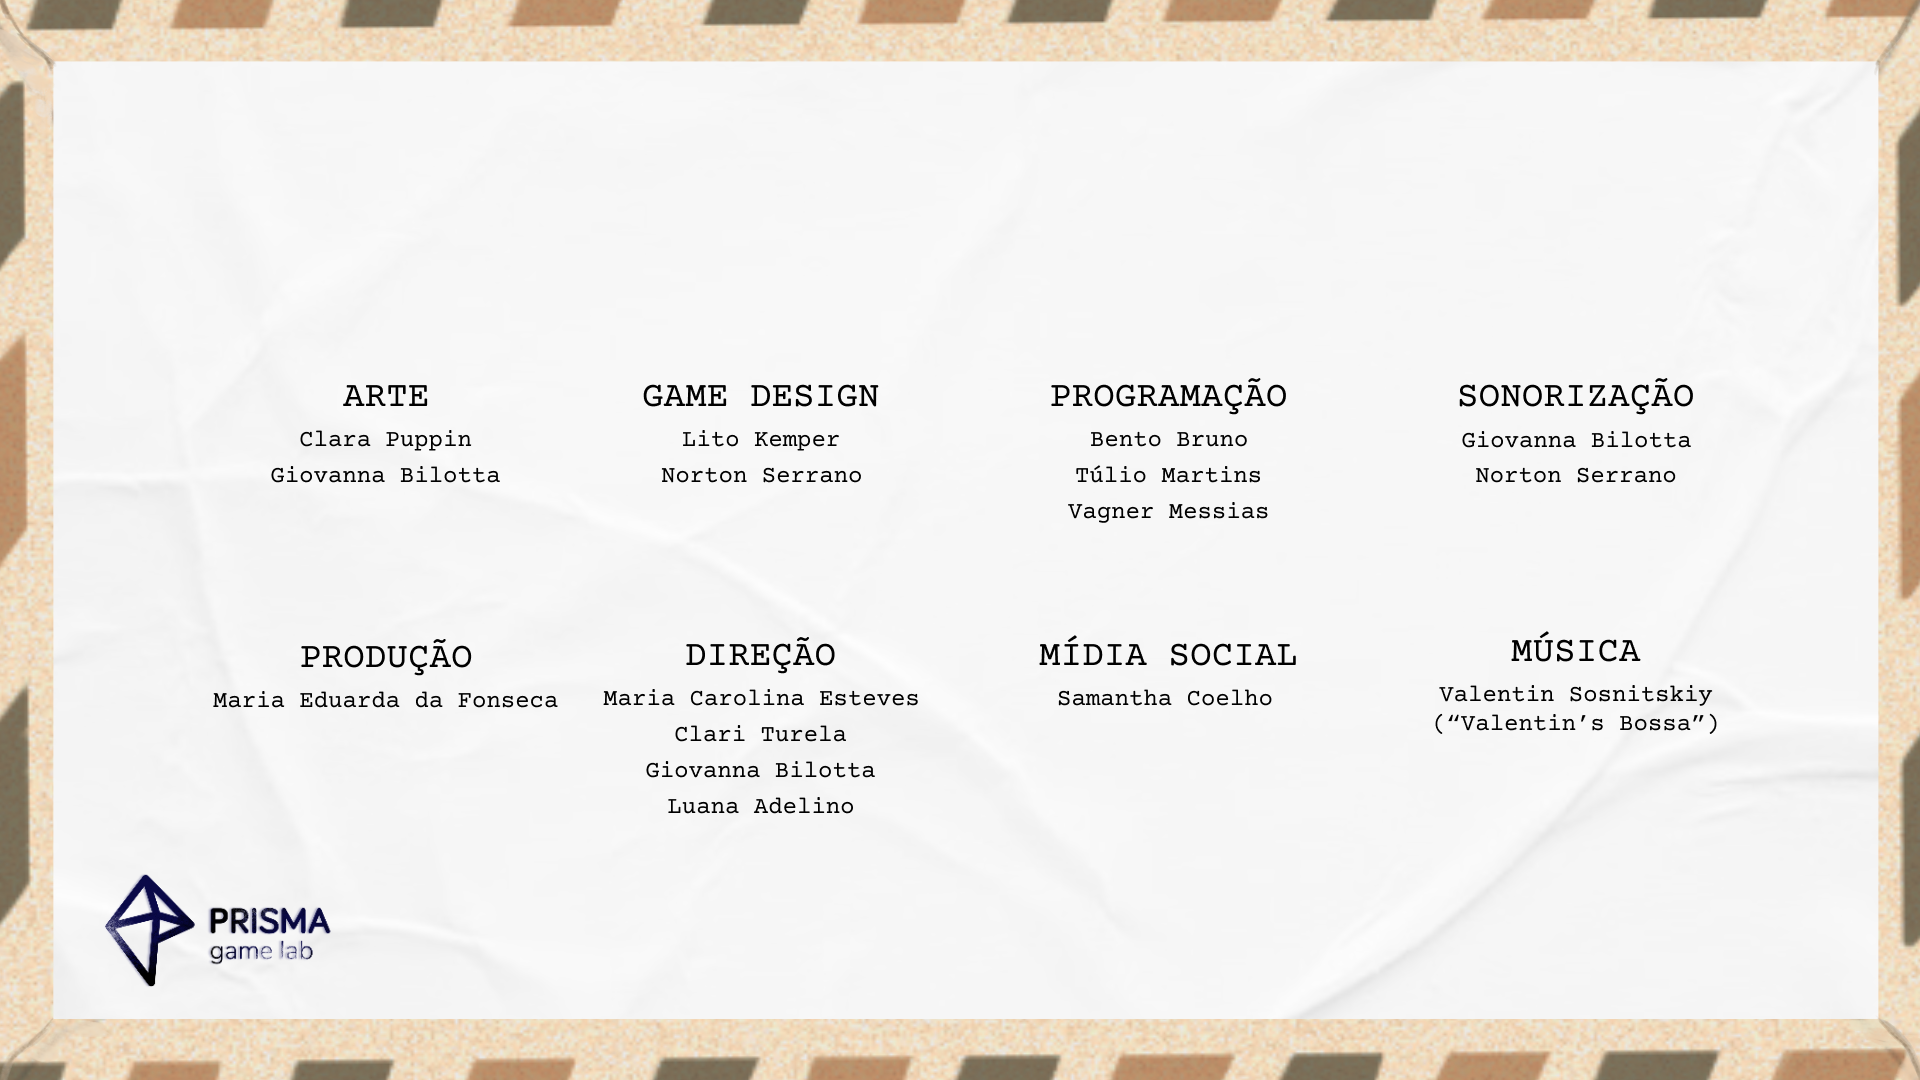 ARTE
Clara Puppin
Giovanna Bilotta
GAME DESIGN
Lito Kemper
Norton Serrano
PROGRAMAÇÃO
Bento Bruno
Túlio Martins
Vagner Messias
SONORIZAÇÃO
Giovanna Bilotta
Norton Serrano
PRODUÇÃO
Maria Eduarda da Fonseca
DIREÇÃO
Maria Carolina Esteves
Clari Turela
Giovanna Bilotta
Luana Adelino
MÍDIA SOCIAL
Samantha Coelho
MÚSICA
Valentin Sosnitskiy
(“Valentin’s Bossa”)
PRISMA
game lab